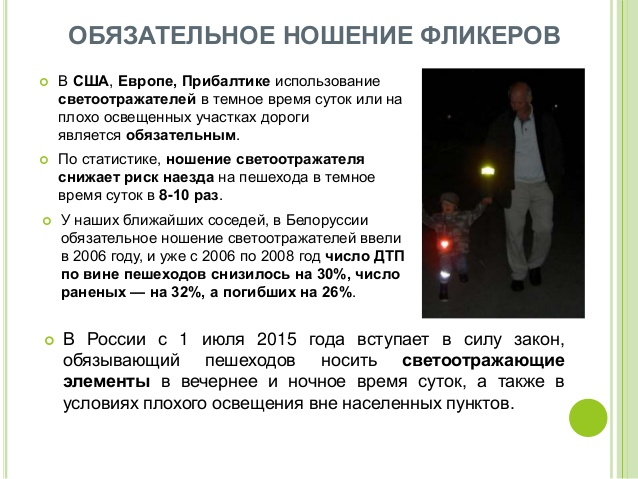 ОБЯЗАТЕЛЬНОЕ НОШЕНИЕ ФЛИКЕРОВ
В США, Европе, Прибалтике использование
светоотражателей в темное время суток или на
плохо освещенных участках дороги
является обязательным.
По статистике, ношение светоотражателя
снижает риск наезда на пешехода в темное
время суток в 8-10 раз.
У наших ближайших соседей, в Белоруссии
обязательное ношение светоотражателей ввели
в 2006 году, и уже с 2006 по 2008 год число ДТП
по вине пешеходов снизилось на 30%, число
раненых — на 32%, а погибших на 26%.
В России с 1 июля 2015 года вступает в силу закон,
обязывающий пешеходов носить светоотражающие
элементы в вечернее и ночное время суток, а также в
условиях плохого освещения вне населенных пунктов.